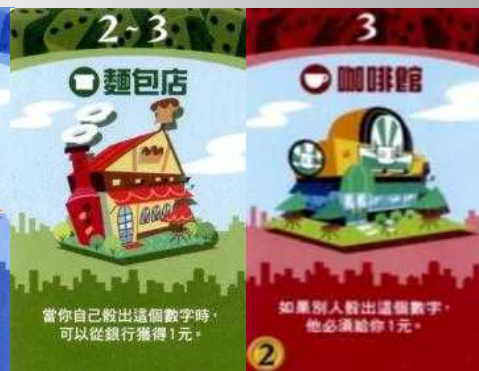 2~3
麵包店
當你自己骰出這個數字時，
可以從銀行獲得1元。
3
咖啡館
如果別人骰出這個數字，
他必須給你1元。
2